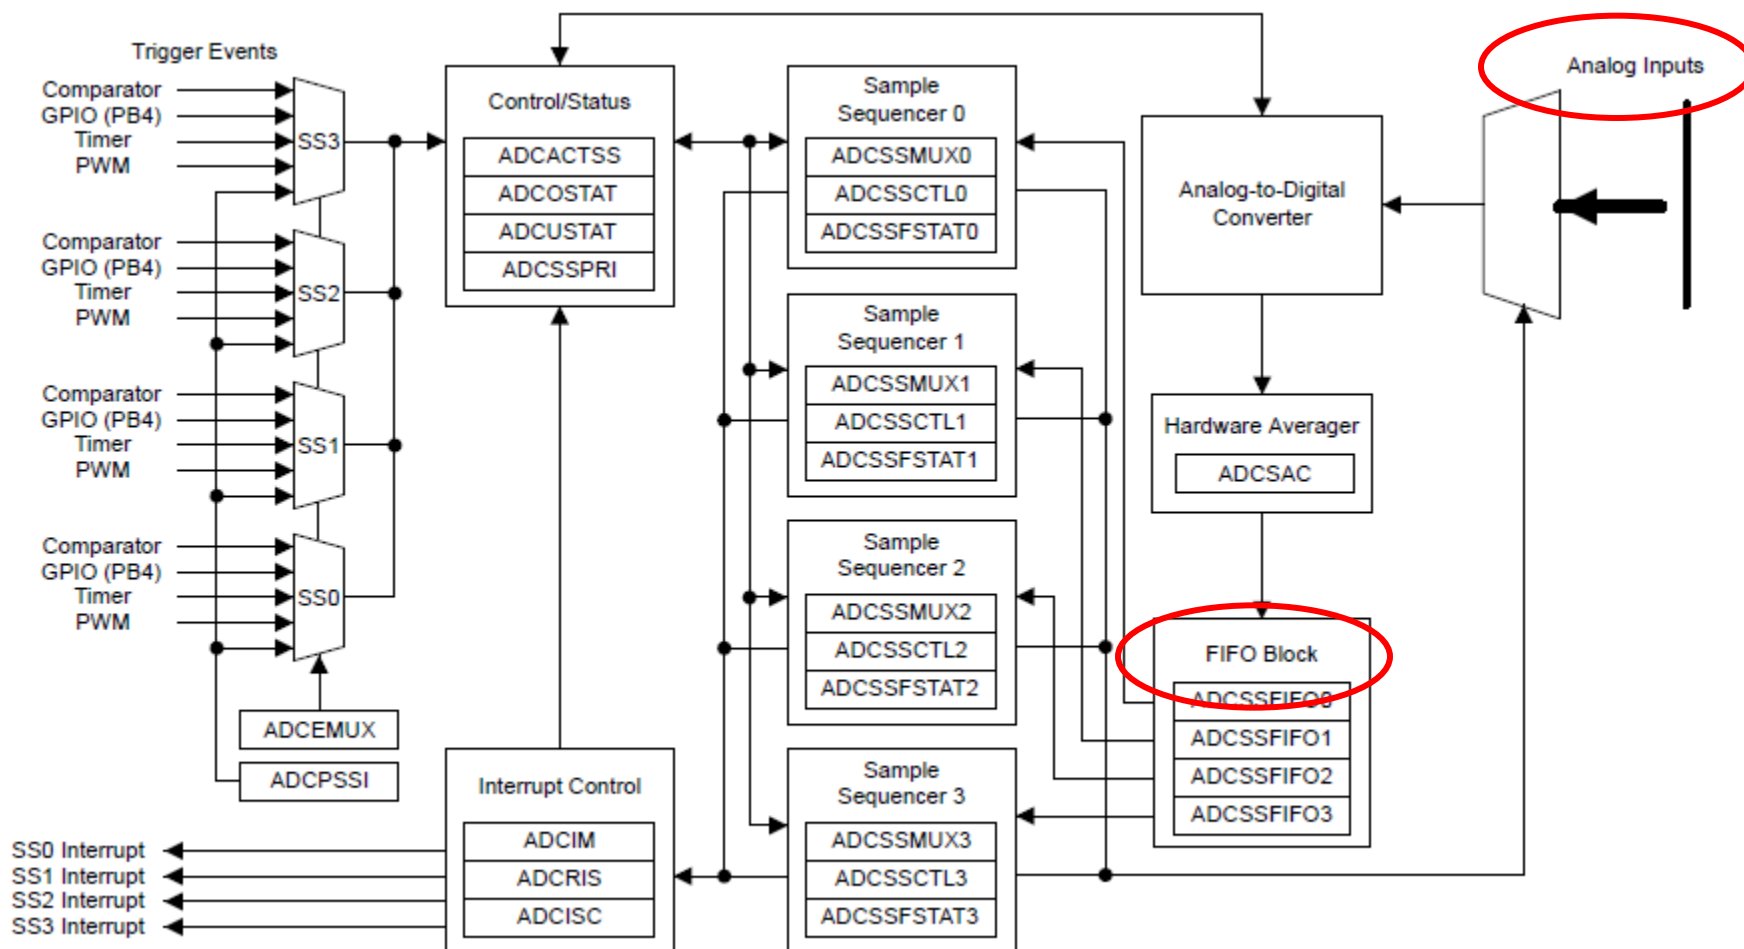 Trigger Events
Comparator
GPIO (PB4)
Timer
PWM
SS3
Comparator
GPIO (PB4)
Timer
PWM
SS2
Comparator
GPIO (PB4)
Timer
PWM
SS1
Comparator
GPIO (PB4)
Timer
PWM
SS0
ADCEMUX
ADCPSSI
SS0 Interrupt
SS1 Interrupt
SS2 Interrupt
SS3 Interrupt
Control/Status
ADCACTSS
ADCOSTAT
ADCUSTAT
ADCSSPRI
Interrupt Control
ADCIM
ADCRIS
ADCISC
Sample
Sequencer 0
ADCSSMUX0
ADCSSCTL0
ADCSSFSTAT0
Sample
Sequencer 1
ADCSSMUX1
ADCSSCTL1
ADCSSFSTAT1
Sample
Sequencer 2
ADCSSMUX2
ADCSSCTL2
ADCSSFSTAT2
Sample
Sequencer 3
ADCSSMUX3
ADCSSCTL3
ADCSSFSTAT3
Analog-to-Digital
Converter
Hardware Averager
ADCSAC
FIFO Block
ADCSSFIFO0
ADCSSFIFO1
ADCSSFIFO2
ADCSSFIFO3
Analog Inputs